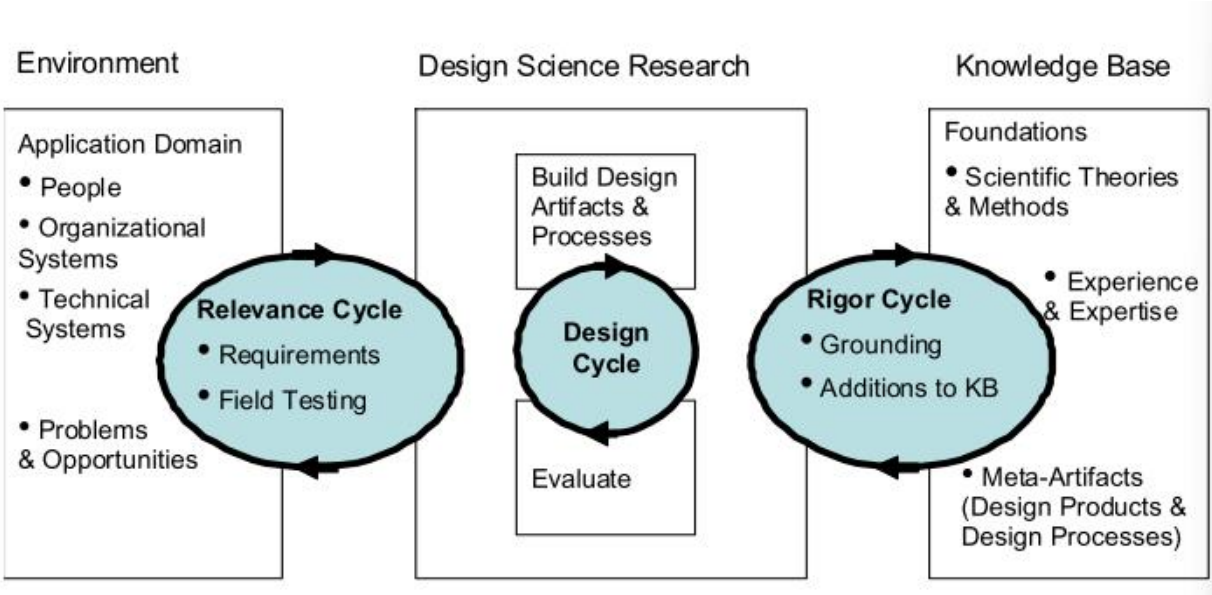 Environment
Design Science Research
Knowledge Base
Application Domain
• People
• Organizational
Systems
• Technical
Systems
• Problems
& Opportunities
Relevance Cycle
• Requirements
• Field Testing
Build Design
Artifacts &
Processes
Design
Cycle
Evaluate
Rigor Cycle
• Grounding
• Additions to KB
Foundations
• Scientific Theories
& Methods
• Experience
& Expertise
• Meta-Artifacts
(Design Products &
Design Processes)